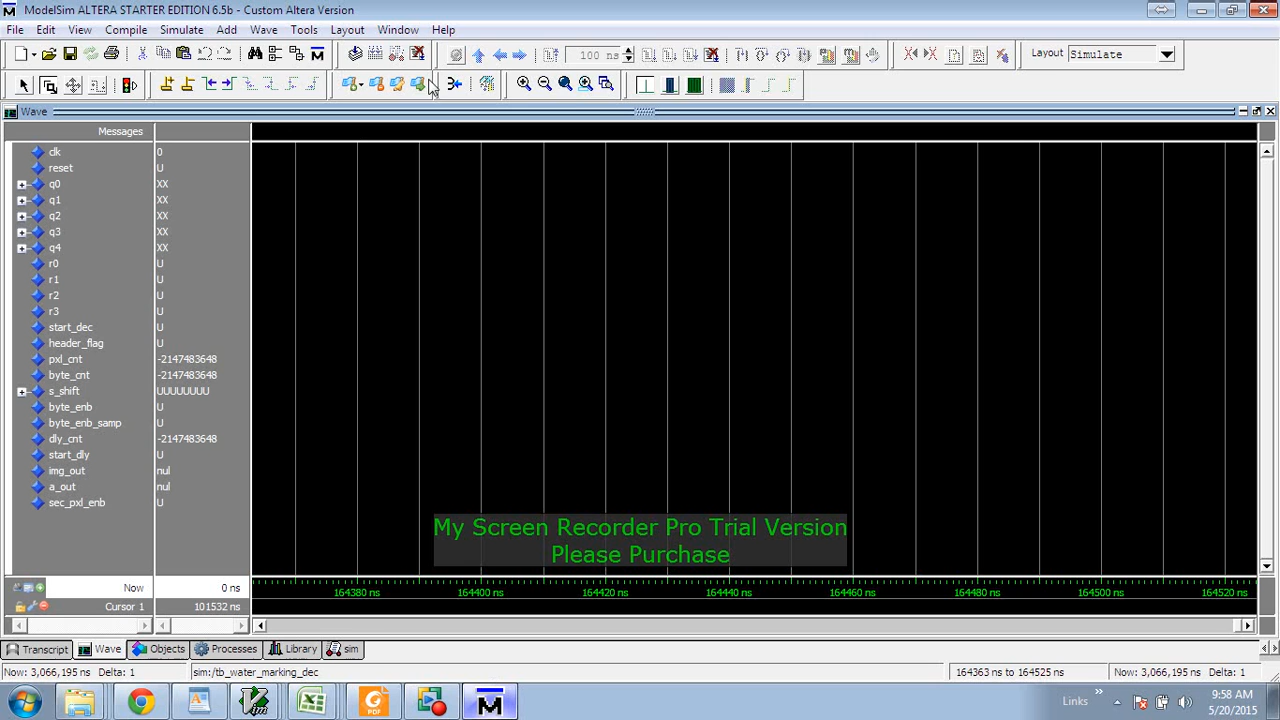 ModelSim ALTERA STARTER EDITION 6.5b - Custom Altera Version
File Edit View Compile Simulate Add Wave Tools Layout Window Help
100 ns
Layout Simulate
Wave
Messages
clk 0
reset U
q0 XX
q1 XX
q2 XX
q3 XX
q4 XX
r0 U
r1 U
r2 U
r3 U
start_dec U
header_flag U
pxl_cnt -2147483648
byte_cnt -2147483648
s_shift UUUUUUUU
byte_enb U
byte_enb_samp U
dly_cnt -2147483648
start_dly U
img_out nul
a_out nul
sec_pxl_enb U
My Screen Recorder Pro Trial Version
Please Purchase
Now 0 ns
Cursor 1 101532 ns
164380 ns 164400 ns 164420 ns 164440 ns 164460 ns 164480 ns 164500 ns 164520 ns
Transcript Wave Objects Processes Library sim
Now: 3,066,195 ns Delta: 1 sim:/tb_water_marking_dec 164363 ns to 164525 ns Now: 3,066,195 ns Delta: 1
PDF
Links » 9:58 AM
5/20/2015